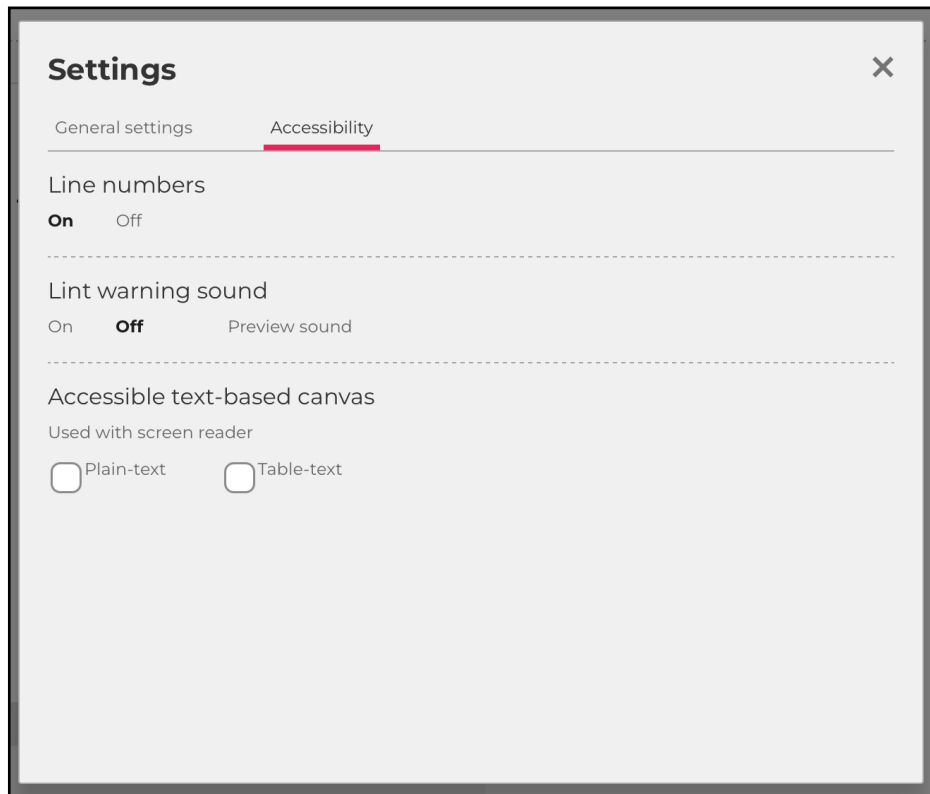 Settings
General settings Accessibility
Line numbers
On Off
Lint warning sound
On Off Preview sound
Accessible text-based canvas
Used with screen reader
Plain-text Table-text